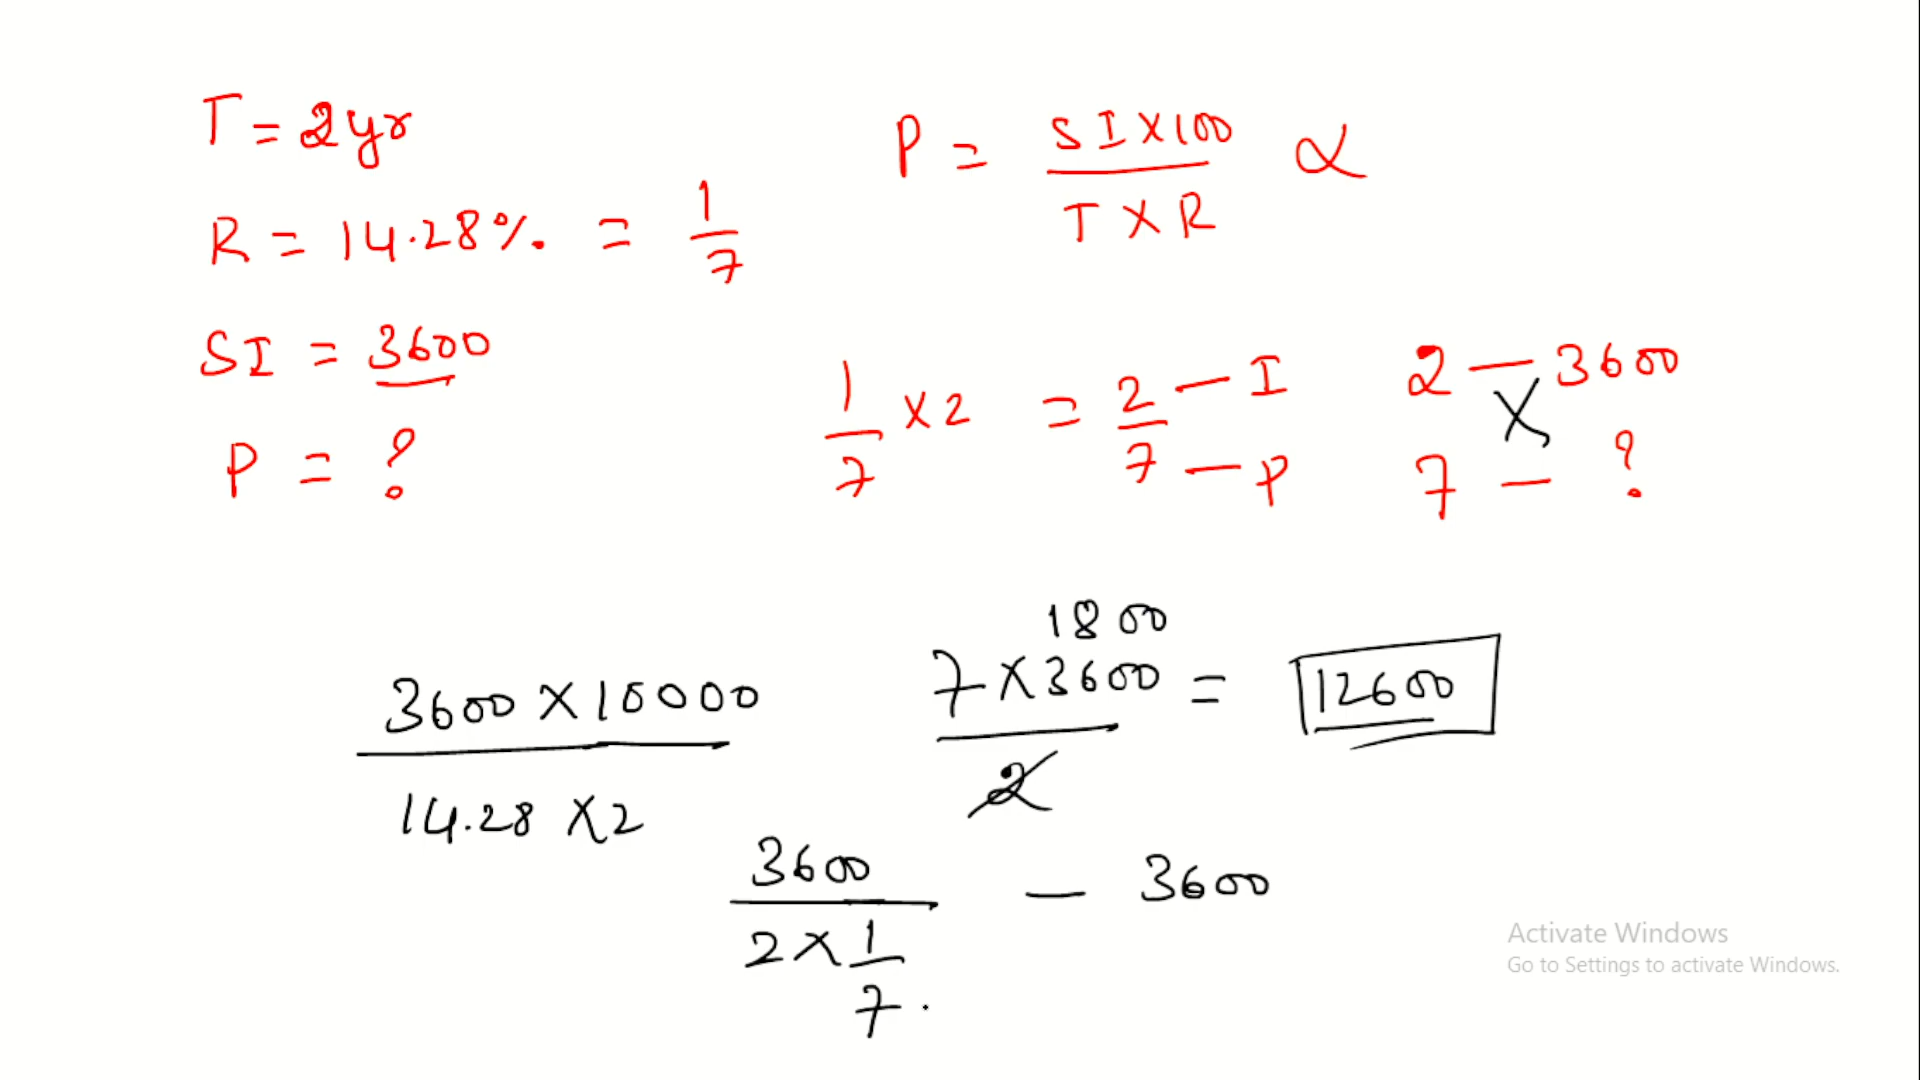 T = 2yr
R = 14.28% = 1/7
SI = 3600
P = ?
P = SI X 100 / T X R α
1/7 X 2 = 2/7 - I - P
2 - 3600
X
7 - ?
3600 X 10000 / 14.28 X 2
1800
7 X 3600 / 2 = 12600
3600 / 2 X 1/7 . - 3600
Activate Windows
Go to Settings to activate Windows.